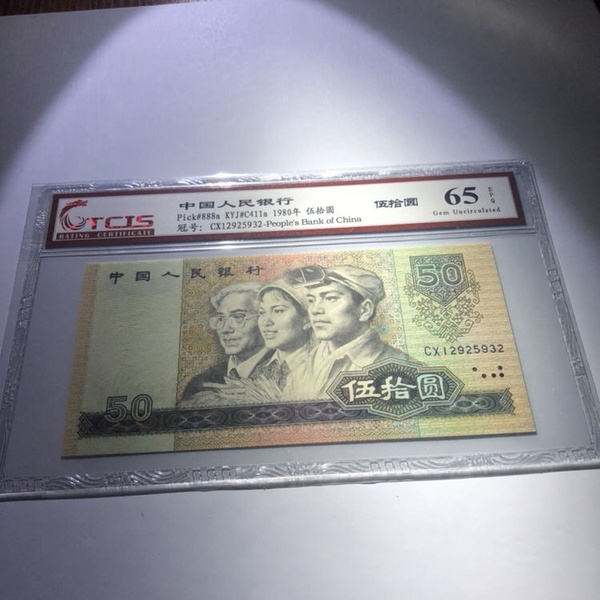 TCJS
RATING CERTIFICATE
中国人民银行 伍拾圆
Pick#888a KYJ#C411a 1980年 伍拾圆
冠号: CX12925932-People's Bank of China
65 EPQ
Gem Uncirculated
中国人民银行
50
CX12925932
伍拾圆
50